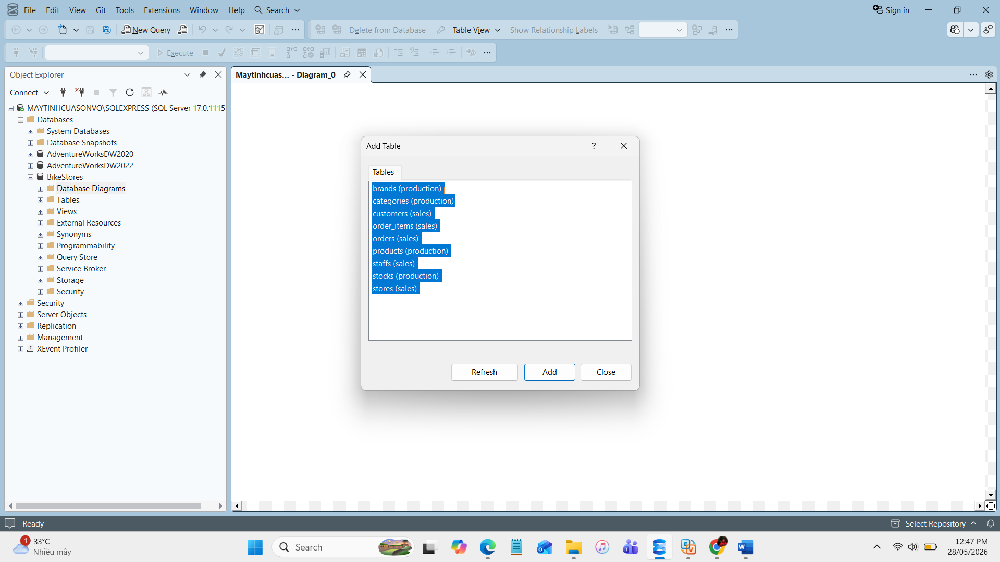 File Edit View Git Tools Extensions Window Help Search Sign in
New Query Delete from Database Table View Show Relationship Labels
Execute
Object Explorer
Maytinhcuas... - Diagram_0
Connect
MAYTINHCUASONVO\SQLEXPRESS (SQL Server 17.0.1115
Databases
System Databases
Database Snapshots
AdventureWorksDW2020
AdventureWorksDW2022
BikeStores
Database Diagrams
Tables
Views
External Resources
Synonyms
Programmability
Query Store
Service Broker
Storage
Security
Security
Server Objects
Replication
Management
XEvent Profiler
Add Table
?
Tables
brands (production)
categories (production)
customers (sales)
order_items (sales)
orders (sales)
products (production)
staffs (sales)
stocks (production)
stores (sales)
Refresh Add Close
Ready Select Repository
1
33°C
Nhiều mây
Search
12:47 PM
28/05/2026